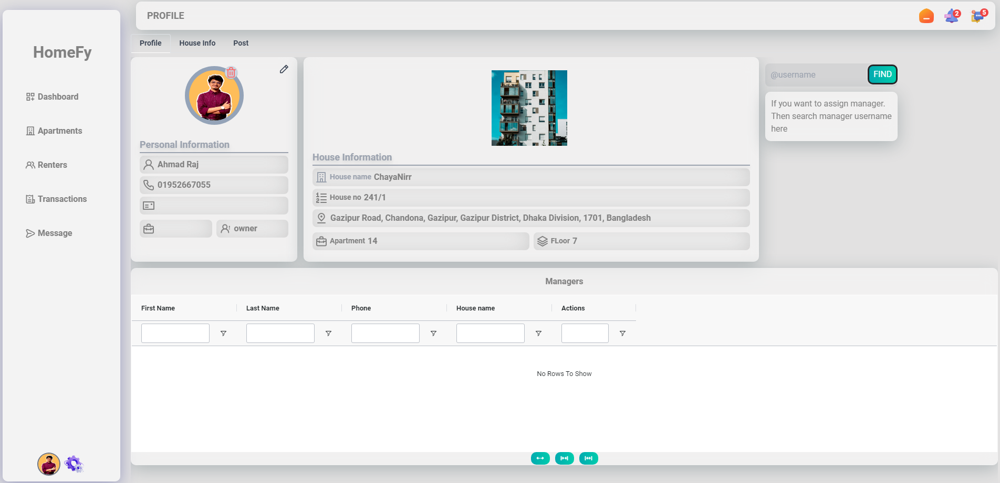 HomeFy
Dashboard
Apartments
Renters
Transactions
Message
PROFILE
2
5
Profile
House Info
Post
Personal Information
Ahmad Raj
01952667055
owner
House Information
House name ChayaNirr
House no 241/1
Gazipur Road, Chandona, Gazipur, Gazipur District, Dhaka Division, 1701, Bangladesh
Apartment 14
FLoor 7
@username
FIND
If you want to assign manager.
Then search manager username
here
Managers
First Name
Last Name
Phone
House name
Actions
No Rows To Show